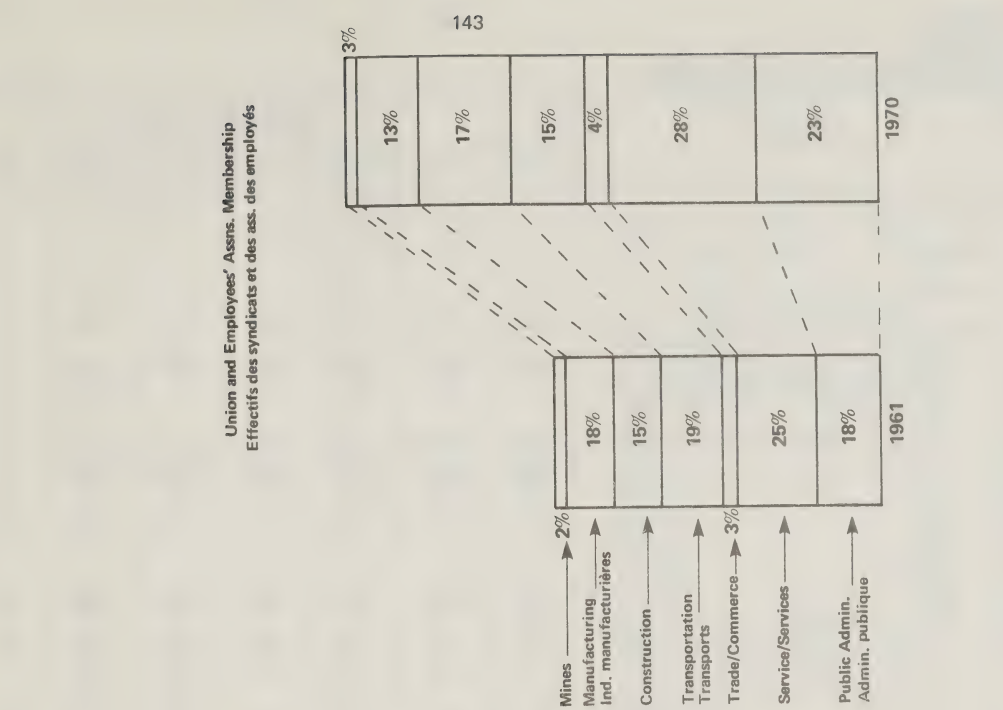 143
Union and Employees' Assns. Membership
Effectifs des syndicats et des ass. des employés
3%
13%
17%
15%
4%
28%
23%
1970
2%
18%
15%
19%
3%
25%
18%
1961
Mines
Manufacturing
Ind. manufacturières
Construction
Transportation
Transports
Trade/Commerce
Service/Services
Public Admin.
Admin. publique